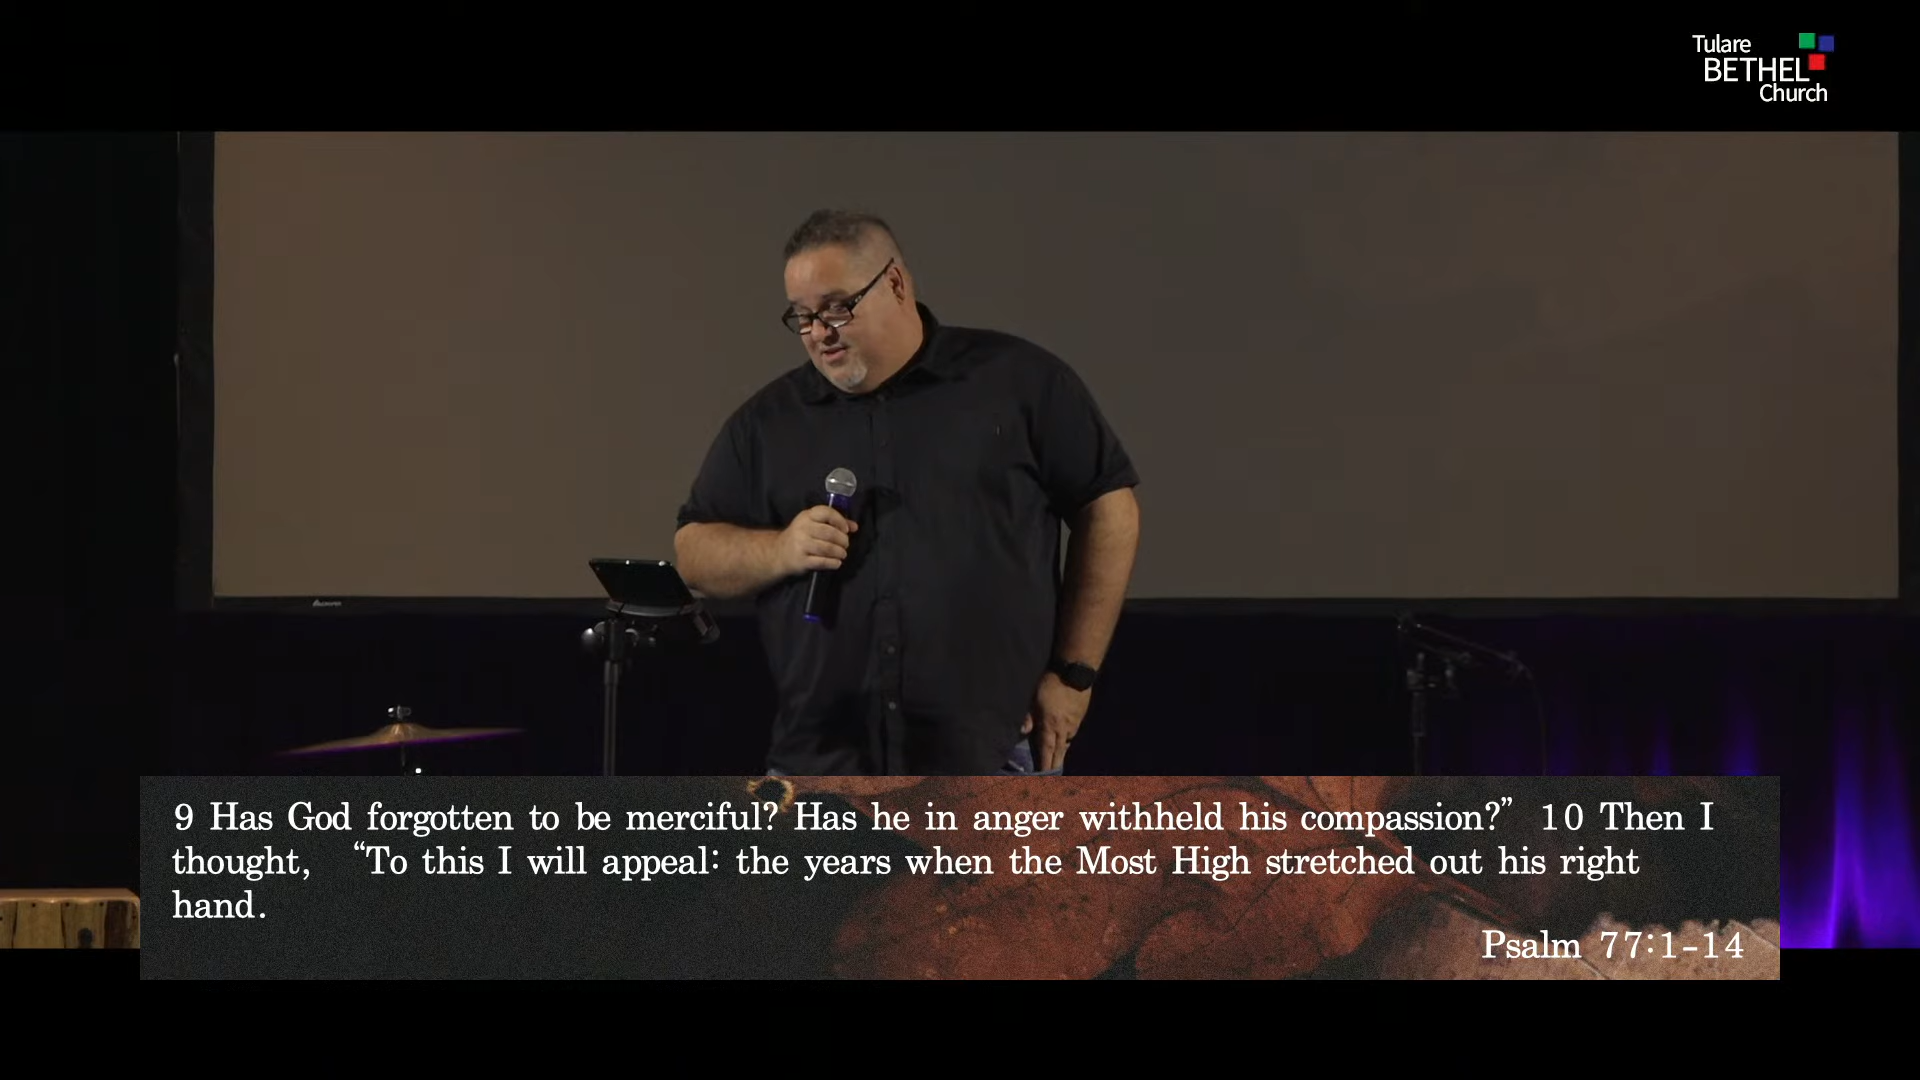 Tulare
BETHEL
Church
9 Has God forgotten to be merciful? Has he in anger withheld his compassion?” 10 Then I
thought, “To this I will appeal: the years when the Most High stretched out his right
hand.
Psalm 77:1-14